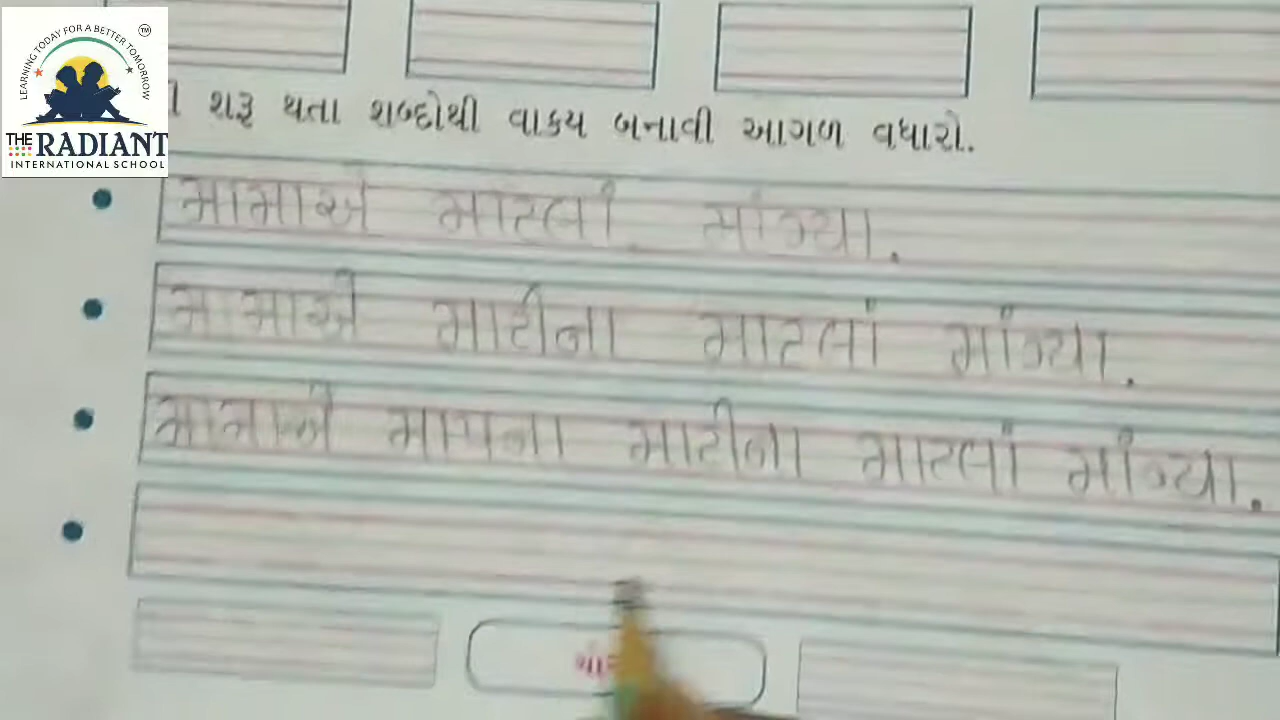 LEARNING TODAY FOR A BETTER TOMORROW
TM
THE RADIANT
INTERNATIONAL SCHOOL
શરૂ થતા શબ્દોથી વાક્ય બનાવી આગળ વધારો.
મામાએ માટલાં માંગ્યા.
મામાએ માટીના માટલાં માંગ્યા.
મામાએ માપના માટીના માટલાં માંગ્યા.